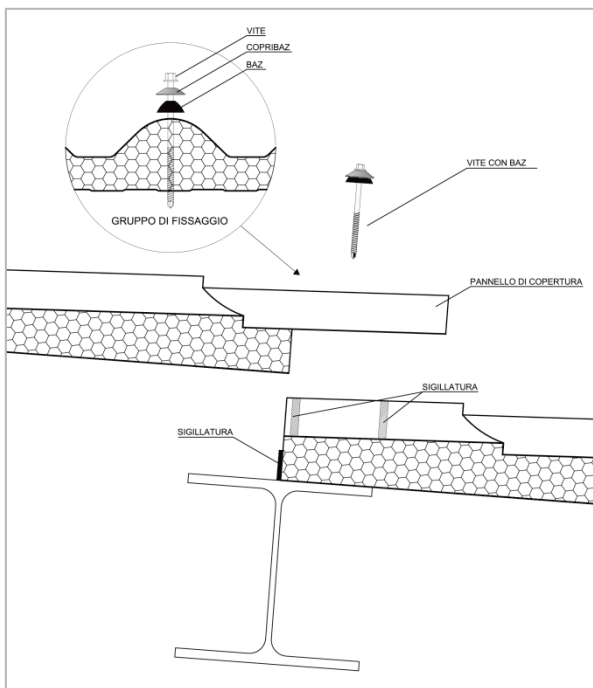 VITE
COPRIBAZ
BAZ
VITE CON BAZ
GRUPPO DI FISSAGGIO
PANNELLO DI COPERTURA
SIGILLATURA
SIGILLATURA